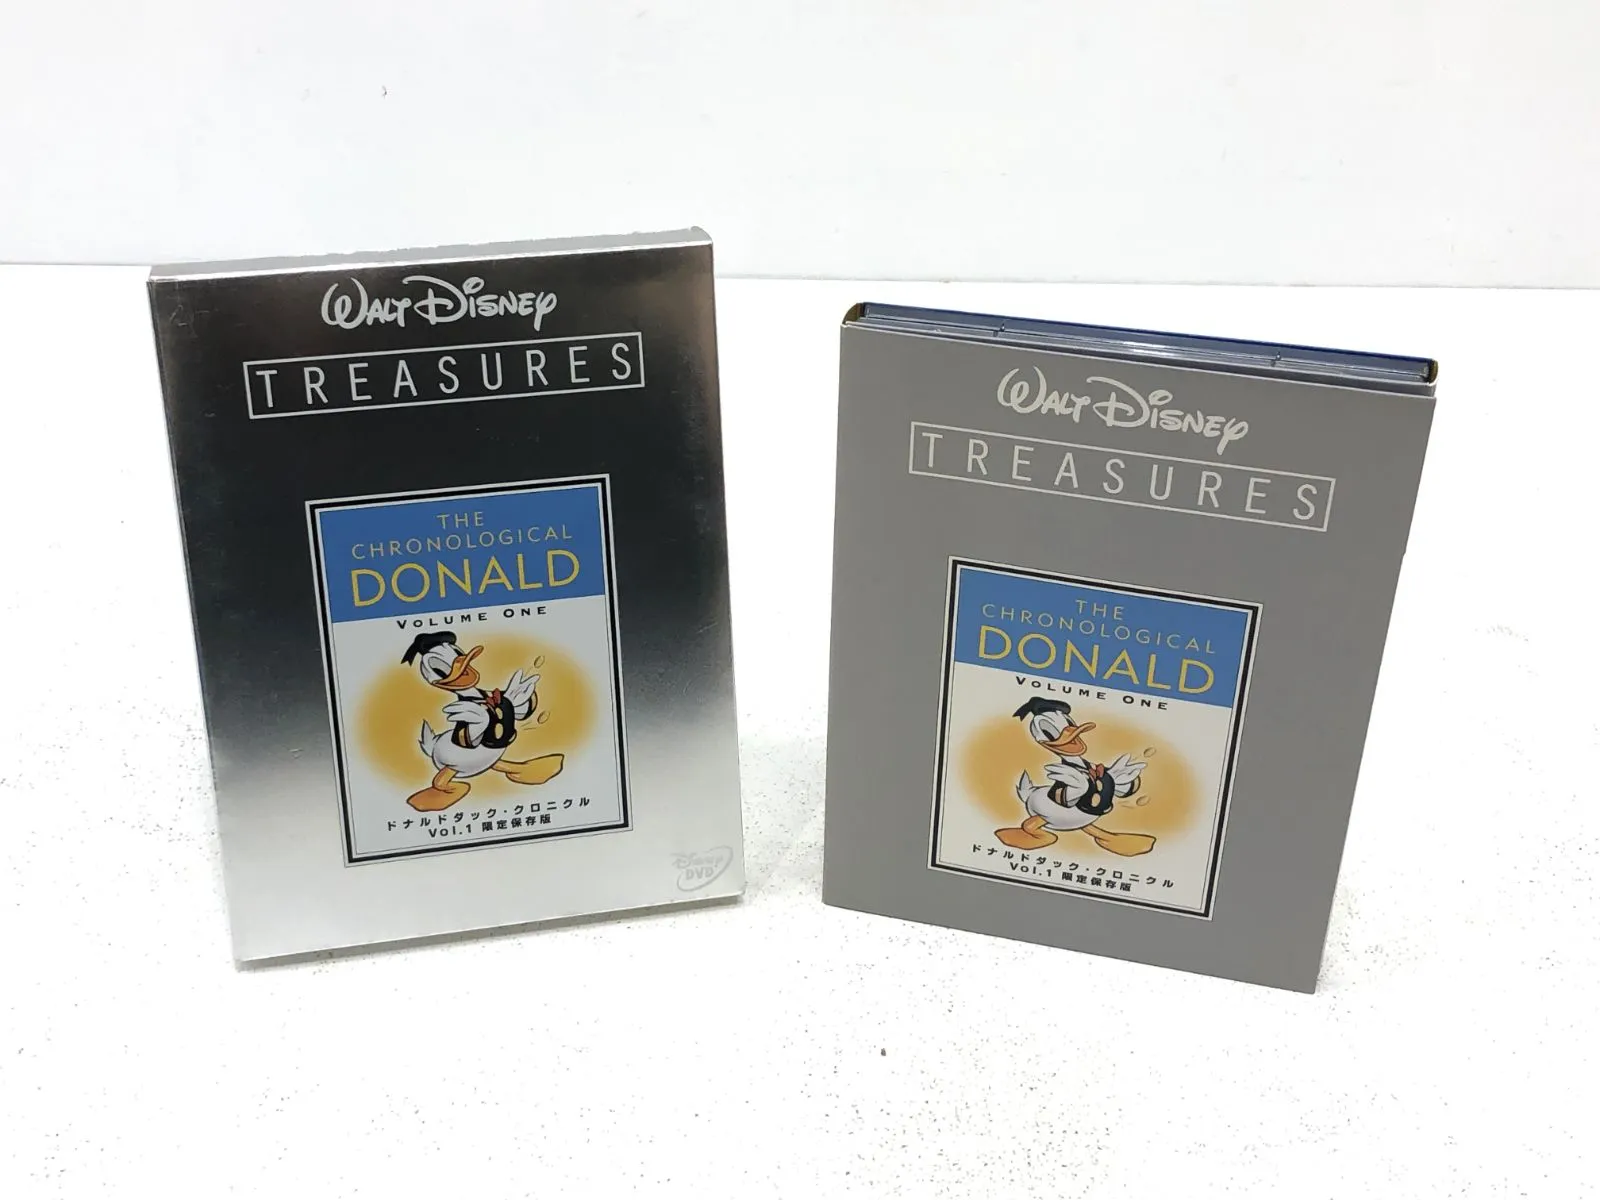 WALT DISNEY
TREASURES
THE
CHRONOLOGICAL
DONALD
VOLUME ONE
ドナルドダック・クロニクル
Vol.1 限定保存版
Disney
DVD
WALT DISNEY
TREASURES
THE
CHRONOLOGICAL
DONALD
VOLUME ONE
ドナルドダック・クロニクル
Vol.1 限定保存版